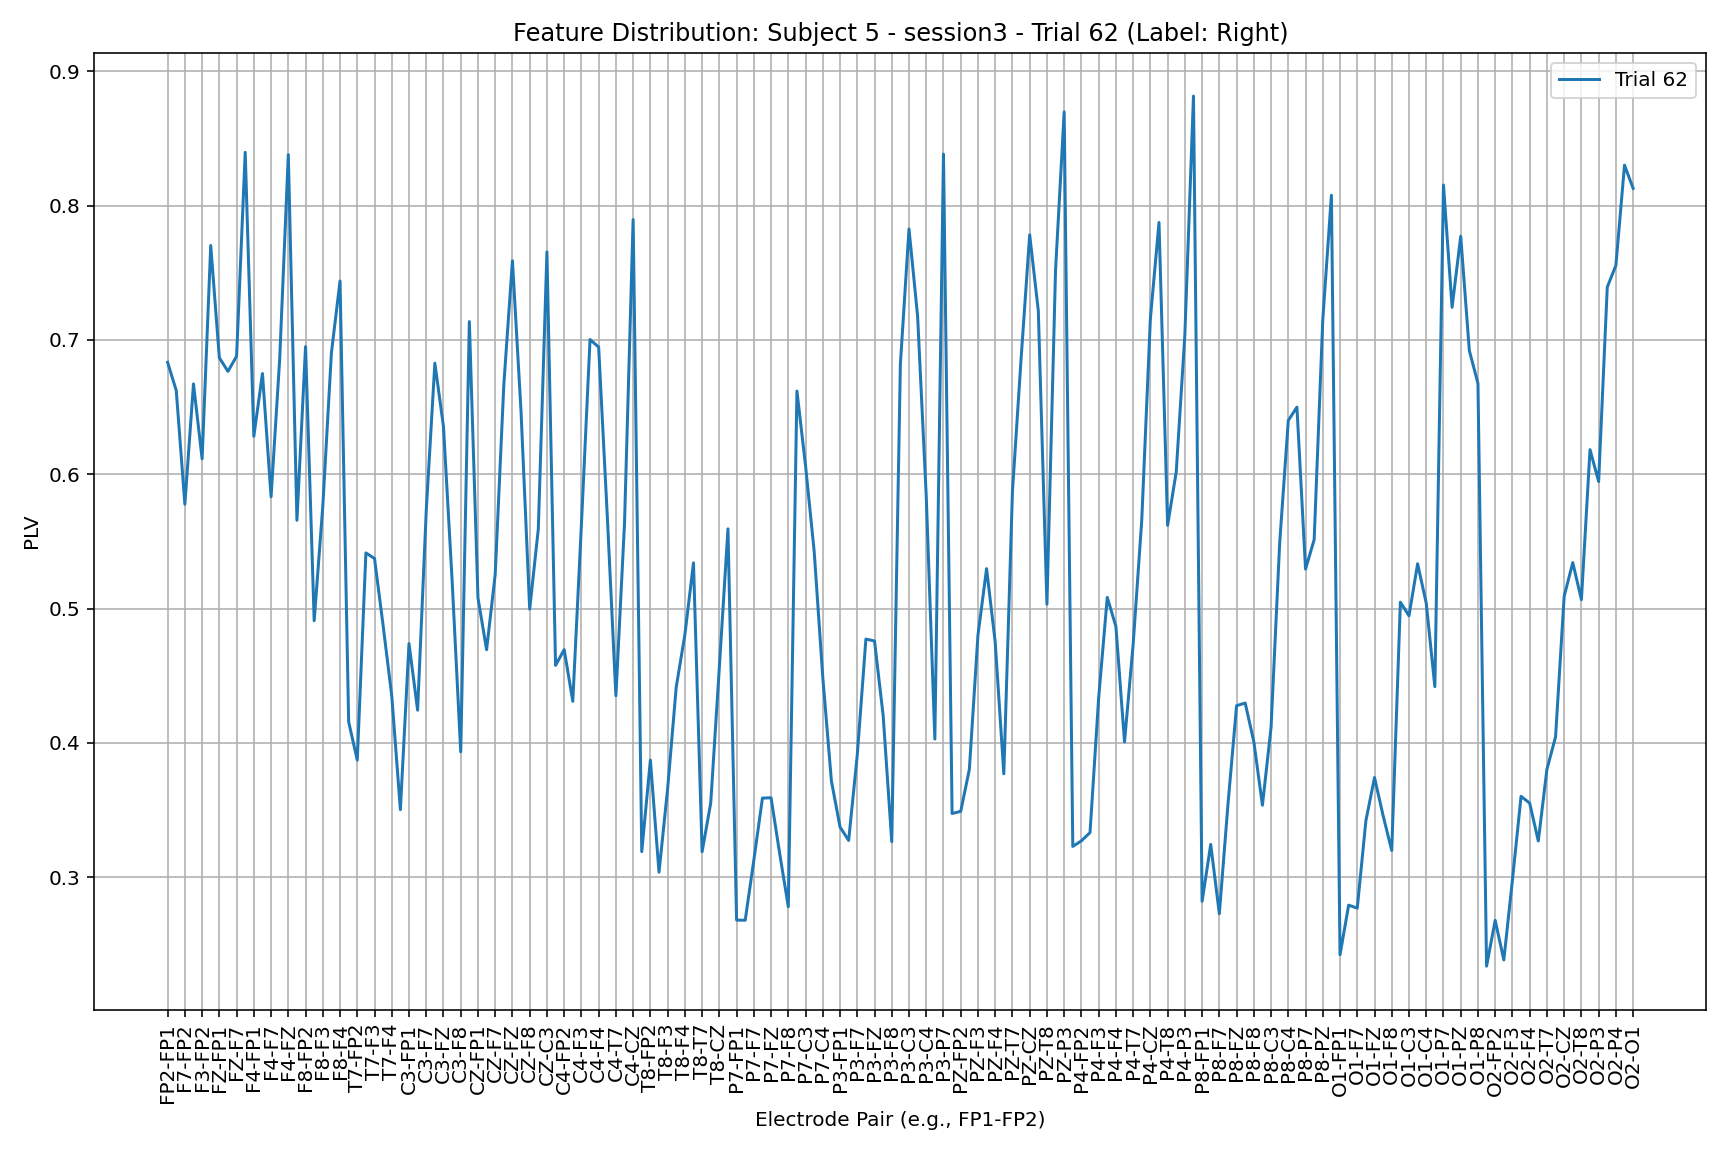 Feature Distribution: Subject 5 - session3 - Trial 62 (Label: Right)
Trial 62
PLV
0.9
0.8
0.7
0.6
0.5
0.4
0.3
FP2-FP1
F7-FP2
F3-FP2
FZ-FP1
FZ-F7
F4-FP1
F4-F7
F4-FZ
F8-FP2
F8-F3
F8-F4
T7-FP2
T7-F3
T7-F4
C3-FP1
C3-F7
C3-FZ
C3-F8
CZ-FP1
CZ-F7
CZ-FZ
CZ-F8
CZ-C3
C4-FP2
C4-F3
C4-F4
C4-T7
C4-CZ
T8-FP2
T8-F3
T8-F4
T8-T7
T8-CZ
P7-FP1
P7-F7
P7-FZ
P7-F8
P7-C3
P7-C4
P3-FP1
P3-F7
P3-FZ
P3-F8
P3-C3
P3-C4
P3-P7
PZ-FP2
PZ-F3
PZ-F4
PZ-T7
PZ-CZ
PZ-T8
PZ-P3
P4-FP2
P4-F3
P4-F4
P4-T7
P4-CZ
P4-T8
P4-P3
P8-FP1
P8-F7
P8-FZ
P8-F8
P8-C3
P8-C4
P8-P7
P8-PZ
O1-FP1
O1-F7
O1-FZ
O1-F8
O1-C3
O1-C4
O1-P7
O1-PZ
O1-P8
O2-FP2
O2-F3
O2-F4
O2-T7
O2-CZ
O2-T8
O2-P3
O2-P4
O2-O1
Electrode Pair (e.g., FP1-FP2)